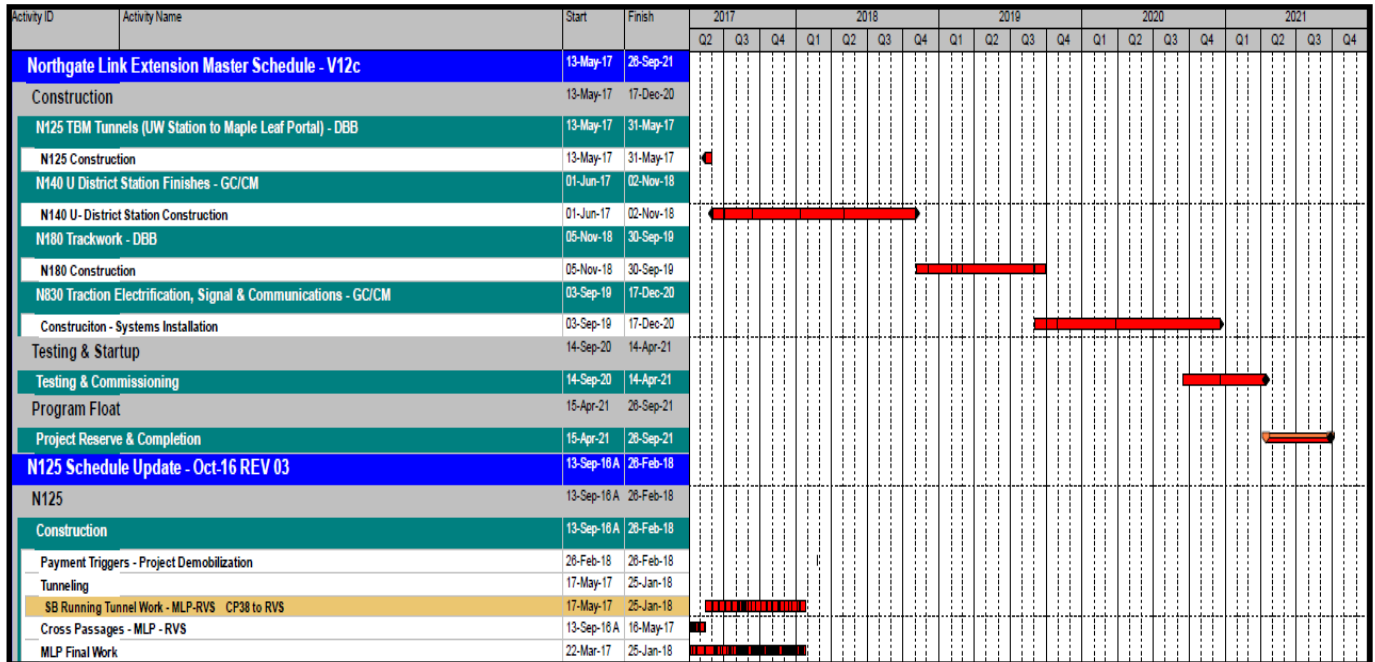 Activity ID Activity Name Start Finish 2017 2018 2019 2020 2021
Q2 Q3 Q4 Q1 Q2 Q3 Q4 Q1 Q2 Q3 Q4 Q1 Q2 Q3 Q4 Q1 Q2 Q3 Q4
Northgate Link Extension Master Schedule - V12c 13-May-17 26-Sep-21
Construction 13-May-17 17-Dec-20
N125 TBM Tunnels (UW Station to Maple Leaf Portal) - DBB 13-May-17 31-May-17
N125 Construction 13-May-17 31-May-17
N140 U District Station Finishes - GC/CM 01-Jun-17 02-Nov-18
N140 U- District Station Construction 01-Jun-17 02-Nov-18
N180 Trackwork - DBB 05-Nov-18 30-Sep-19
N180 Construction 05-Nov-18 30-Sep-19
N830 Traction Electrification, Signal & Communications - GC/CM 03-Sep-19 17-Dec-20
Construciton - Systems Installation 03-Sep-19 17-Dec-20
Testing & Startup 14-Sep-20 14-Apr-21
Testing & Commissioning 14-Sep-20 14-Apr-21
Program Float 15-Apr-21 26-Sep-21
Project Reserve & Completion 15-Apr-21 26-Sep-21
N125 Schedule Update - Oct-16 REV 03 13-Sep-16 A 26-Feb-18
N125 13-Sep-16 A 26-Feb-18
Construction 13-Sep-16 A 26-Feb-18
Payment Triggers - Project Demobilization 26-Feb-18 26-Feb-18
Tunneling 17-May-17 25-Jan-18
SB Running Tunnel Work - MLP-RVS CP38 to RVS 17-May-17 25-Jan-18
Cross Passages - MLP - RVS 13-Sep-16 A 16-May-17
MLP Final Work 22-Mar-17 25-Jan-18